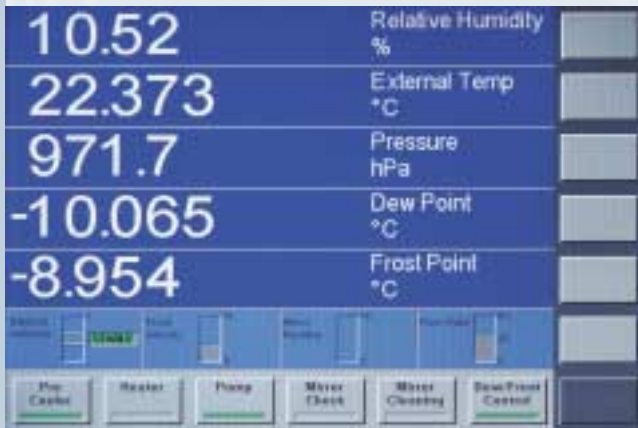 10.52 Relative Humidity
%
22.373 External Temp
°C
971.7 Pressure
hPa
-10.065 Dew Point
°C
-8.954 Frost Point
°C
STABLE
Pre Heater Pump Mirror Mirror Dew/Frost
Cooler Check Cleaning Control